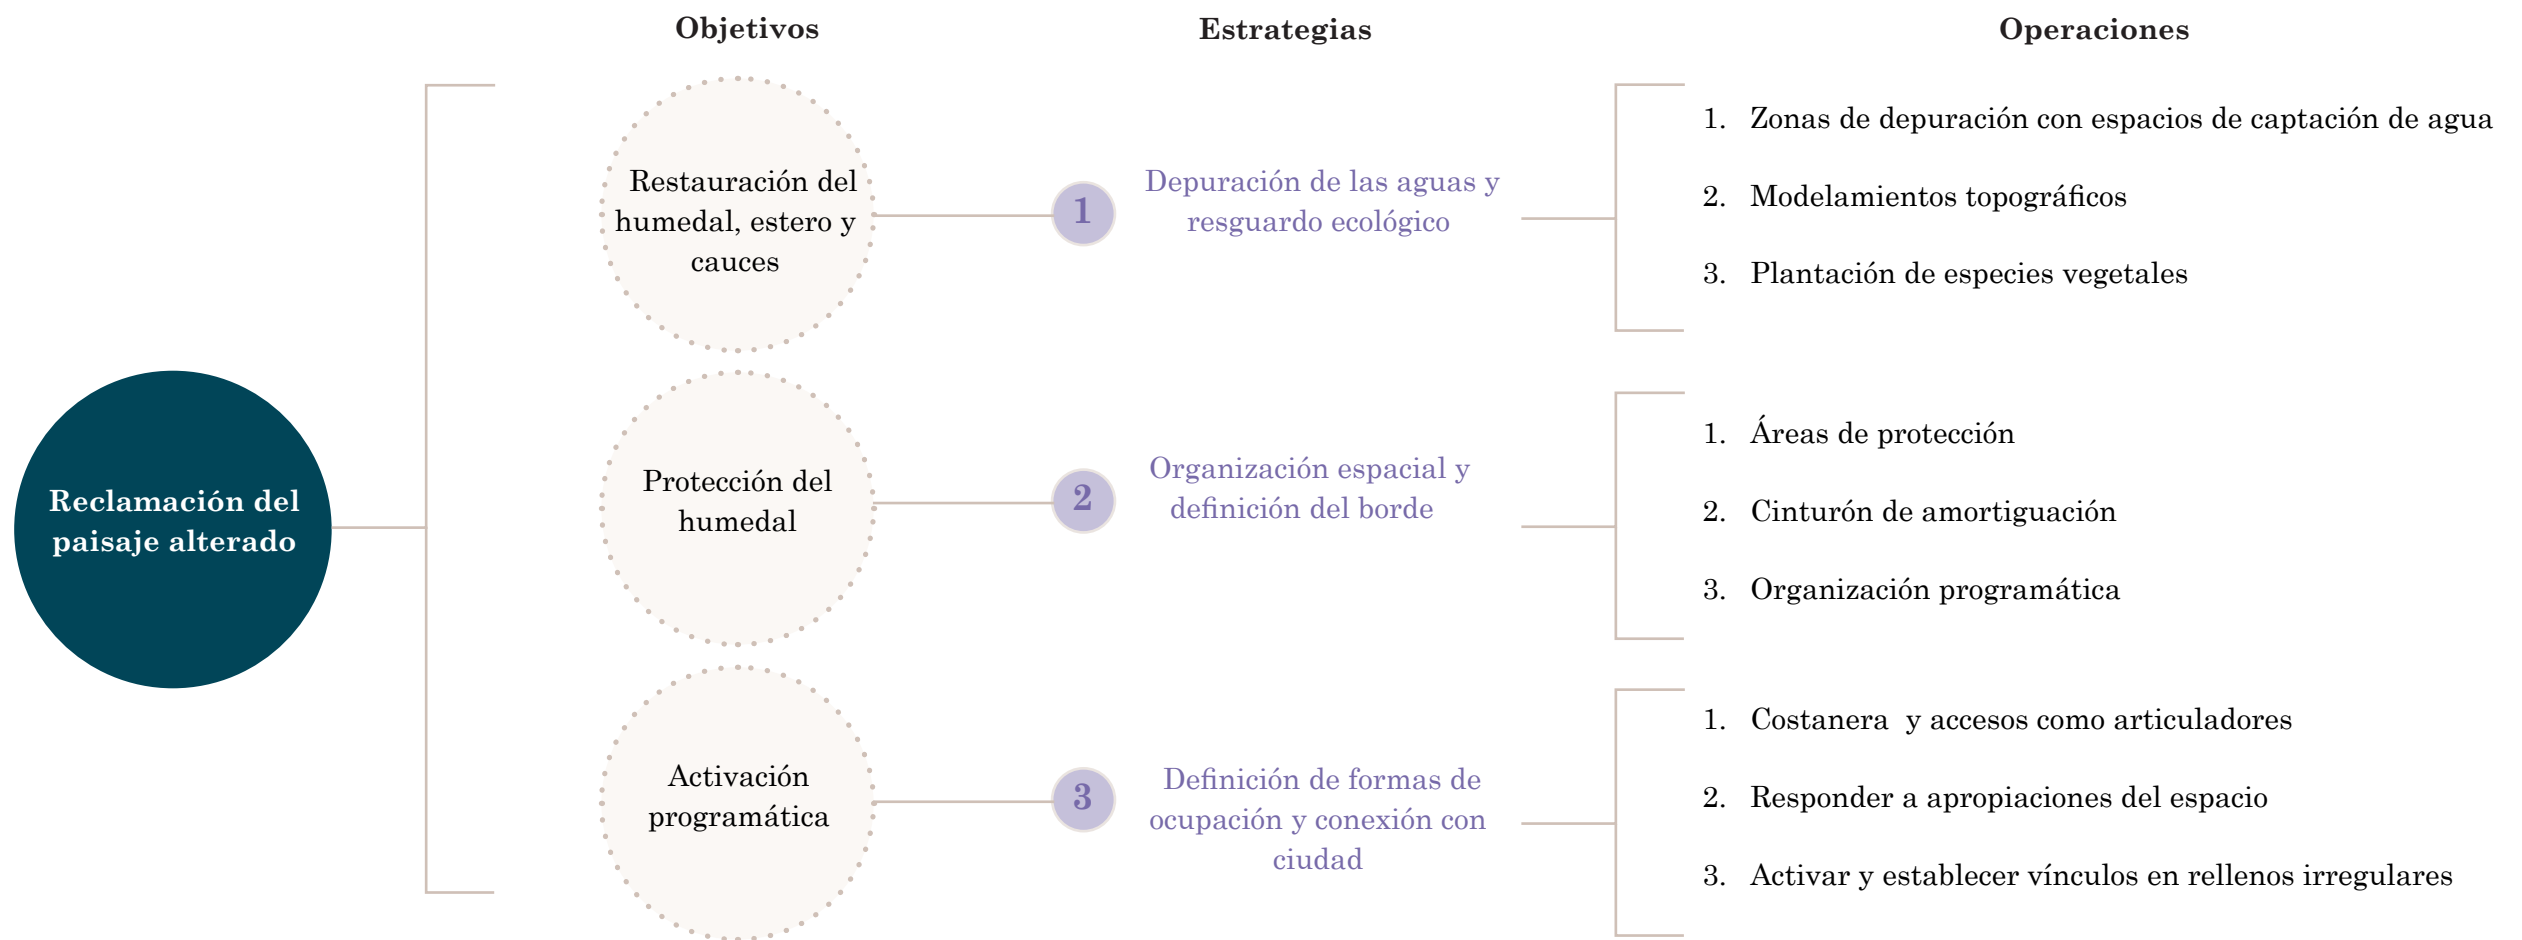 Objetivos
Estrategias
Operaciones
Reclamación del
paisaje alterado
Restauración del
humedal, estero y
cauces
1
Depuración de las aguas y
resguardo ecológico
1. Zonas de depuración con espacios de captación de agua
2. Modelamientos topográficos
3. Plantación de especies vegetales
Protección del
humedal
2
Organización espacial y
definición del borde
1. Áreas de protección
2. Cinturón de amortiguación
3. Organización programática
Activación
programática
3
Definición de formas de
ocupación y conexión con
ciudad
1. Costanera  y accesos como articuladores
2. Responder a apropiaciones del espacio
3. Activar y establecer vínculos en rellenos irregulares